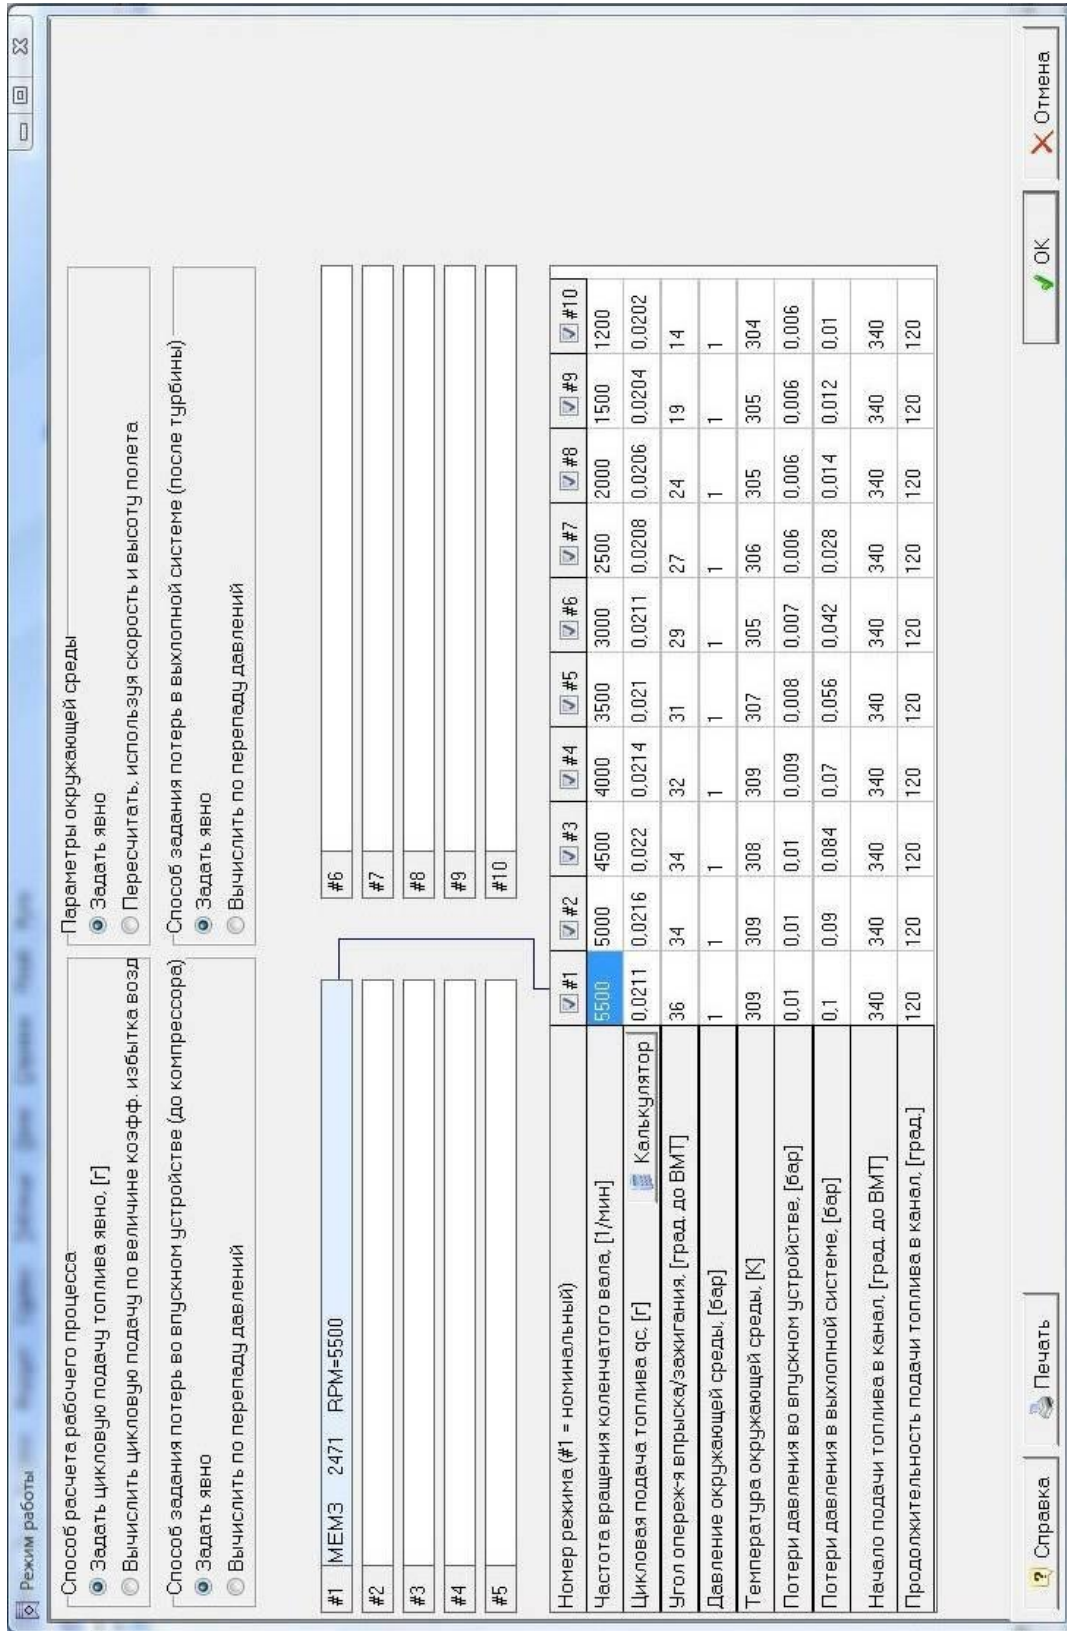 Режим работы
Способ расчета рабочего процесса
Задать цикловую подачу топлива явно, [г]
Вычислить цикловую подачу по величине коэфф. избытка возд
Параметры окружающей среды
Задать явно
Пересчитать, используя скорость и высоту полета
Способ задания потерь во впускном устройстве (до компрессора)
Задать явно
Вычислить по перепаду давлений
Способ задания потерь в выхлопной системе (после турбины)
Задать явно
Вычислить по перепаду давлений
#1 МЕМЗ 2471 RPM=5500
#2
#3
#4
#5
#6
#7
#8
#9
#10
Номер режима (#1 = номинальный) #1 #2 #3 #4 #5 #6 #7 #8 #9 #10
Частота вращения коленчатого вала, [1/мин] 5500 5000 4500 4000 3500 3000 2500 2000 1500 1200
Цикловая подача топлива qc, [г] Калькулятор 0,0211 0,0216 0,022 0,0214 0,021 0,0211 0,0208 0,0206 0,0204 0,0202
Угол опереж-я впрыска/зажигания, [град. до ВМТ] 36 34 34 32 31 29 27 24 19 14
Давление окружающей среды, [бар] 1 1 1 1 1 1 1 1 1 1
Температура окружающей среды, [К] 309 309 308 309 307 305 306 305 305 304
Потери давления во впускном устройстве, [бар] 0,01 0,01 0,01 0,009 0,008 0,007 0,006 0,006 0,006 0,006
Потери давления в выхлопной системе, [бар] 0,1 0,09 0,084 0,07 0,056 0,042 0,028 0,014 0,012 0,01
Начало подачи топлива в канал, [град. до ВМТ] 340 340 340 340 340 340 340 340 340 340
Продолжительность подачи топлива в канал, [град.] 120 120 120 120 120 120 120 120 120 120
Справка Печать OK Отмена